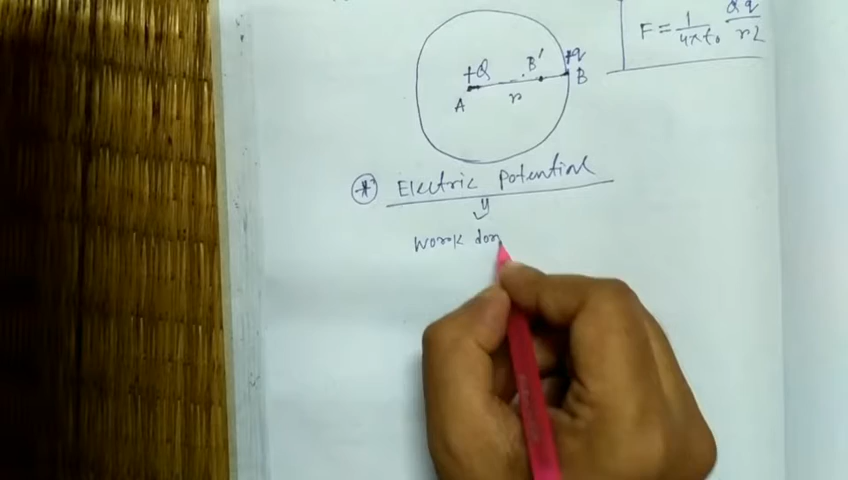 F = 1/4πε₀ Qq/r2
+Q B' +q
A r B
* Electric Potential
Work don